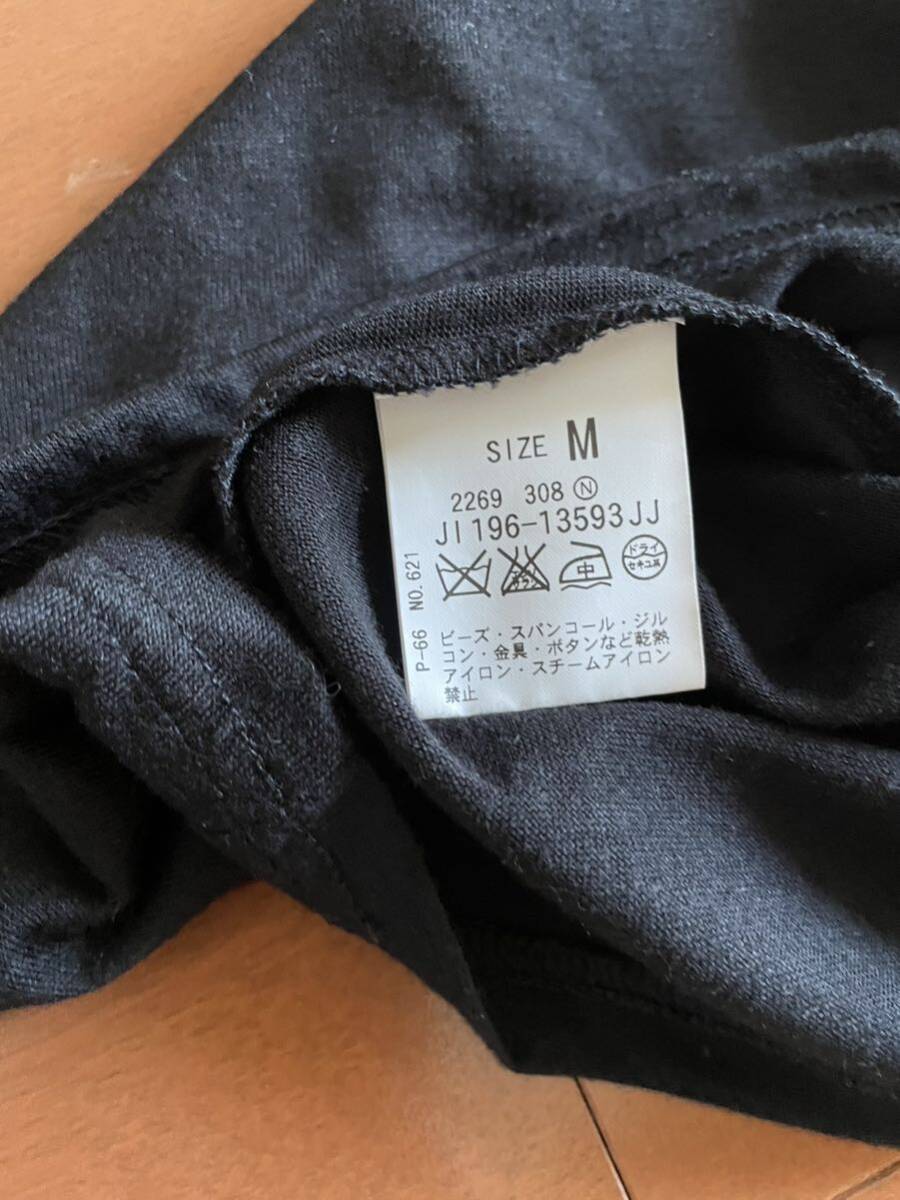 SIZE M
2269 308 Ⓝ
JI196-13593JJ
中
ドライ
セキユ系
ビーズ・スパンコール・ジル
コン・金具・ボタンなど乾熱
アイロン・スチームアイロン
禁止
P-66 NO.621